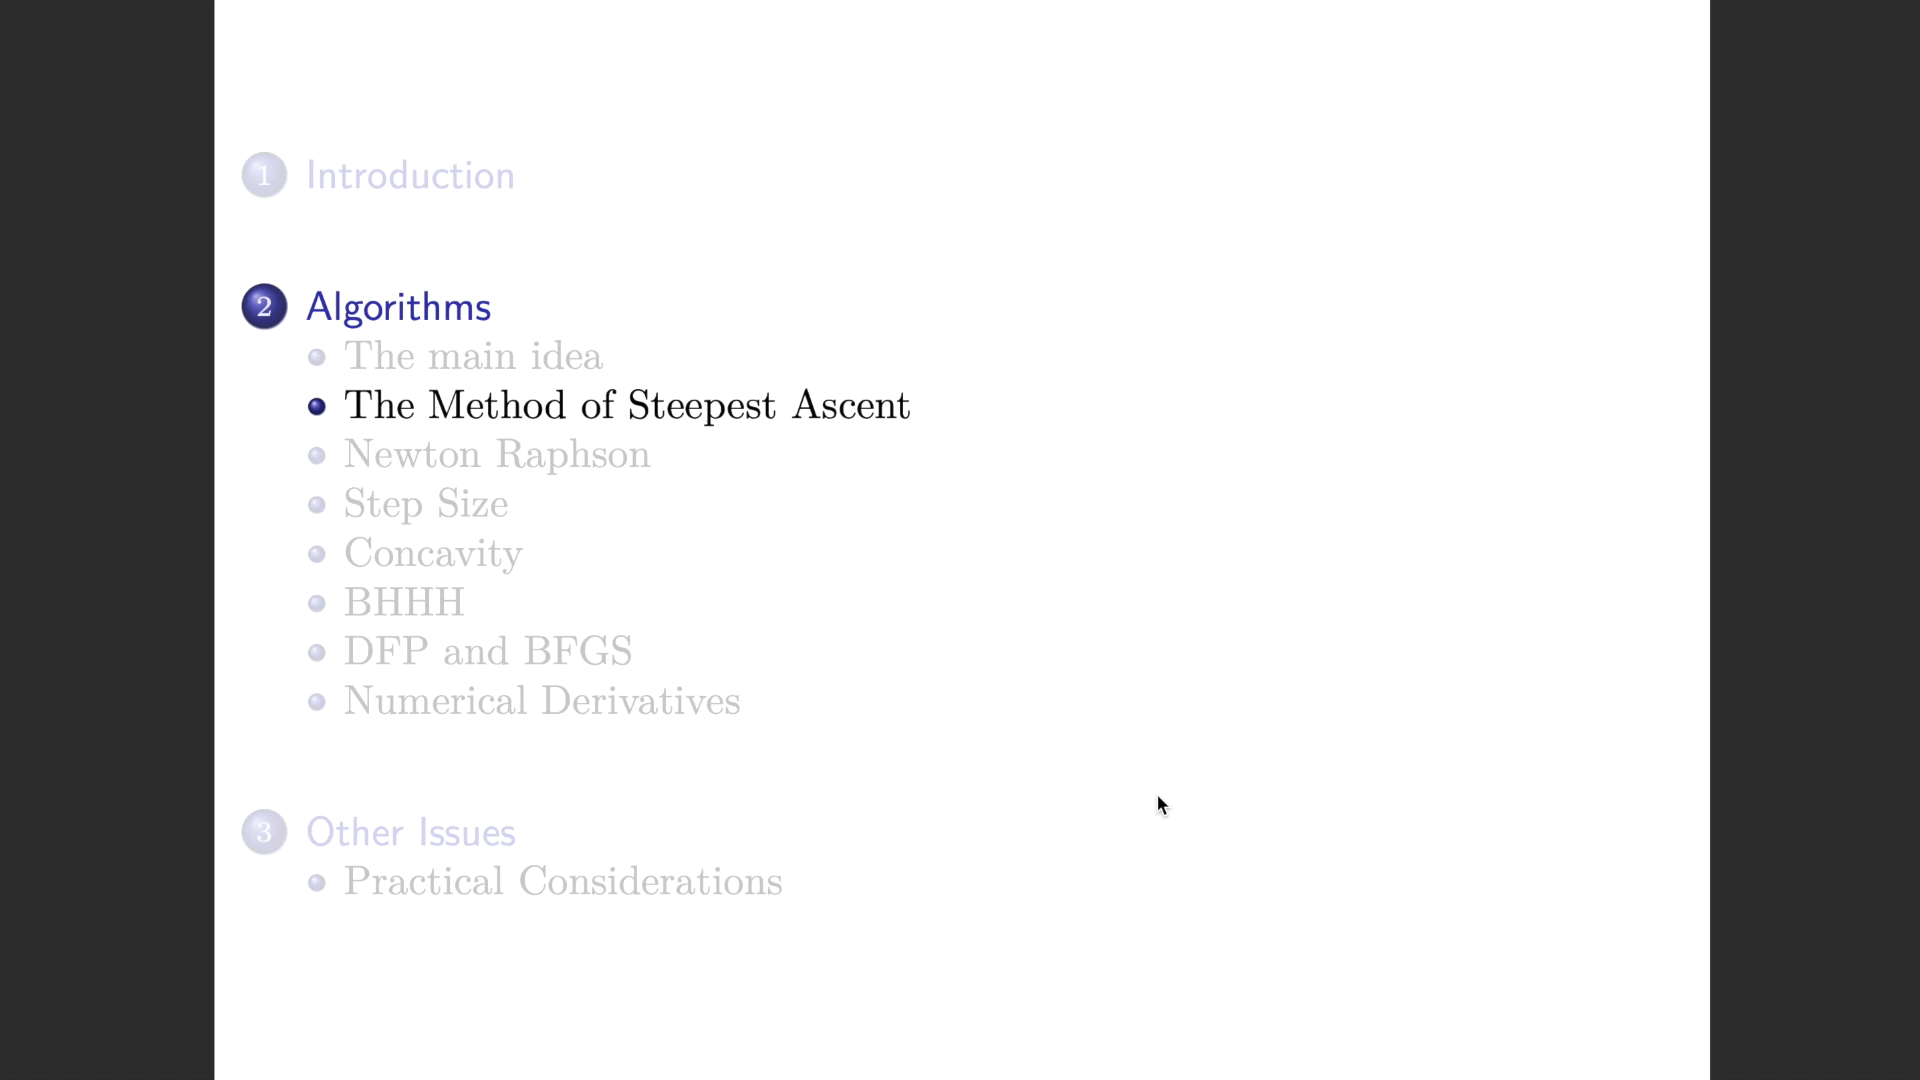 1 Introduction
2 Algorithms
The main idea
The Method of Steepest Ascent
Newton Raphson
Step Size
Concavity
BHHH
DFP and BFGS
Numerical Derivatives
3 Other Issues
Practical Considerations